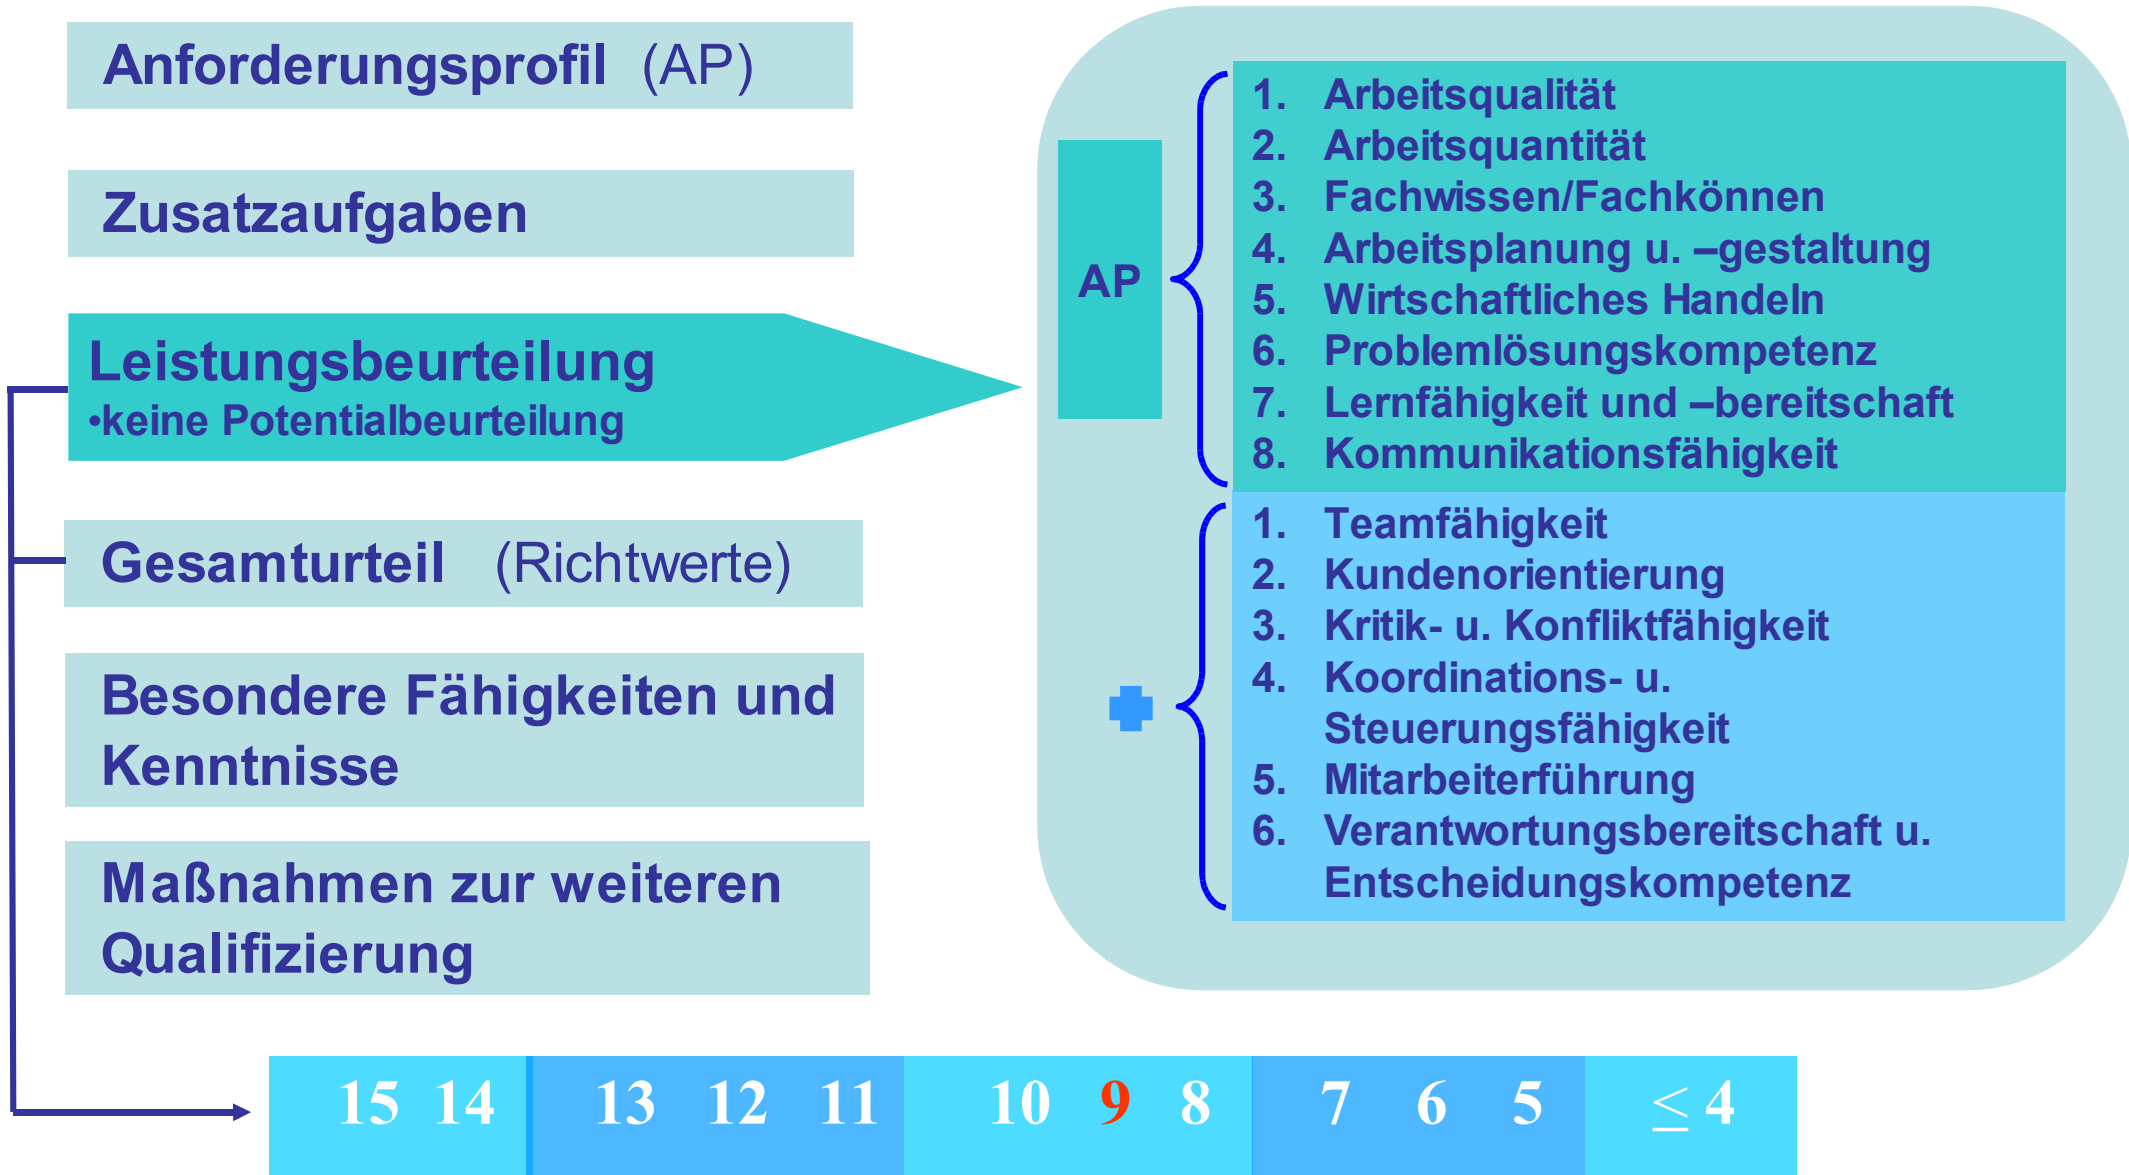 Anforderungsprofil (AP)
Zusatzaufgaben
Leistungsbeurteilung
•keine Potentialbeurteilung
Gesamturteil (Richtwerte)
Besondere Fähigkeiten und
Kenntnisse
Maßnahmen zur weiteren
Qualifizierung
AP
1. Arbeitsqualität
2. Arbeitsquantität
3. Fachwissen/Fachkönnen
4. Arbeitsplanung u. –gestaltung
5. Wirtschaftliches Handeln
6. Problemlösungskompetenz
7. Lernfähigkeit und –bereitschaft
8. Kommunikationsfähigkeit
1. Teamfähigkeit
2. Kundenorientierung
3. Kritik- u. Konfliktfähigkeit
4. Koordinations- u.
Steuerungsfähigkeit
5. Mitarbeiterführung
6. Verantwortungsbereitschaft u.
Entscheidungskompetenz
15 14 13 12 11 10 9 8 7 6 5 ≤ 4